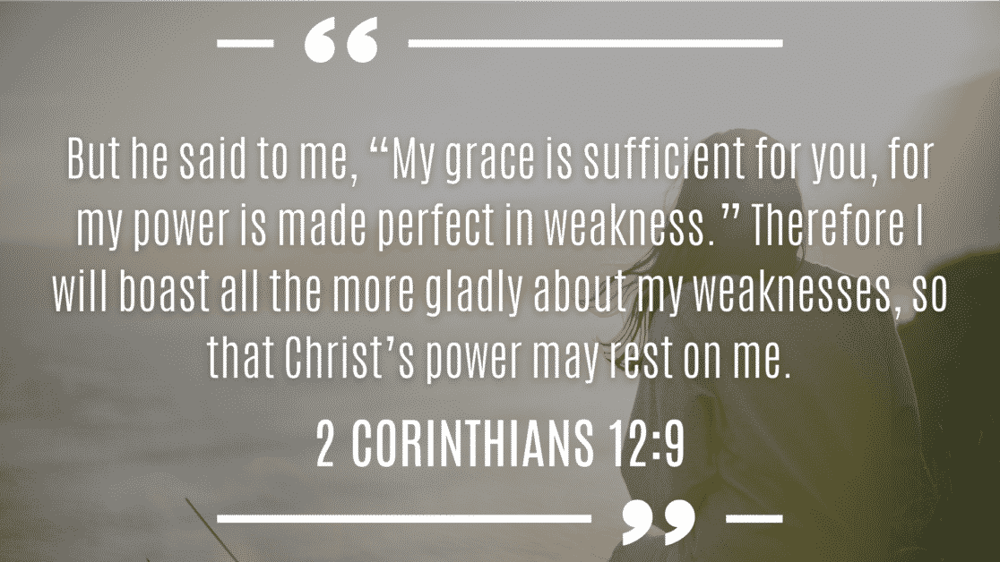 But he said to me, “My grace is sufficient for you, for
my power is made perfect in weakness.” Therefore I
will boast all the more gladly about my weaknesses, so
that Christ’s power may rest on me.
2 CORINTHIANS 12:9